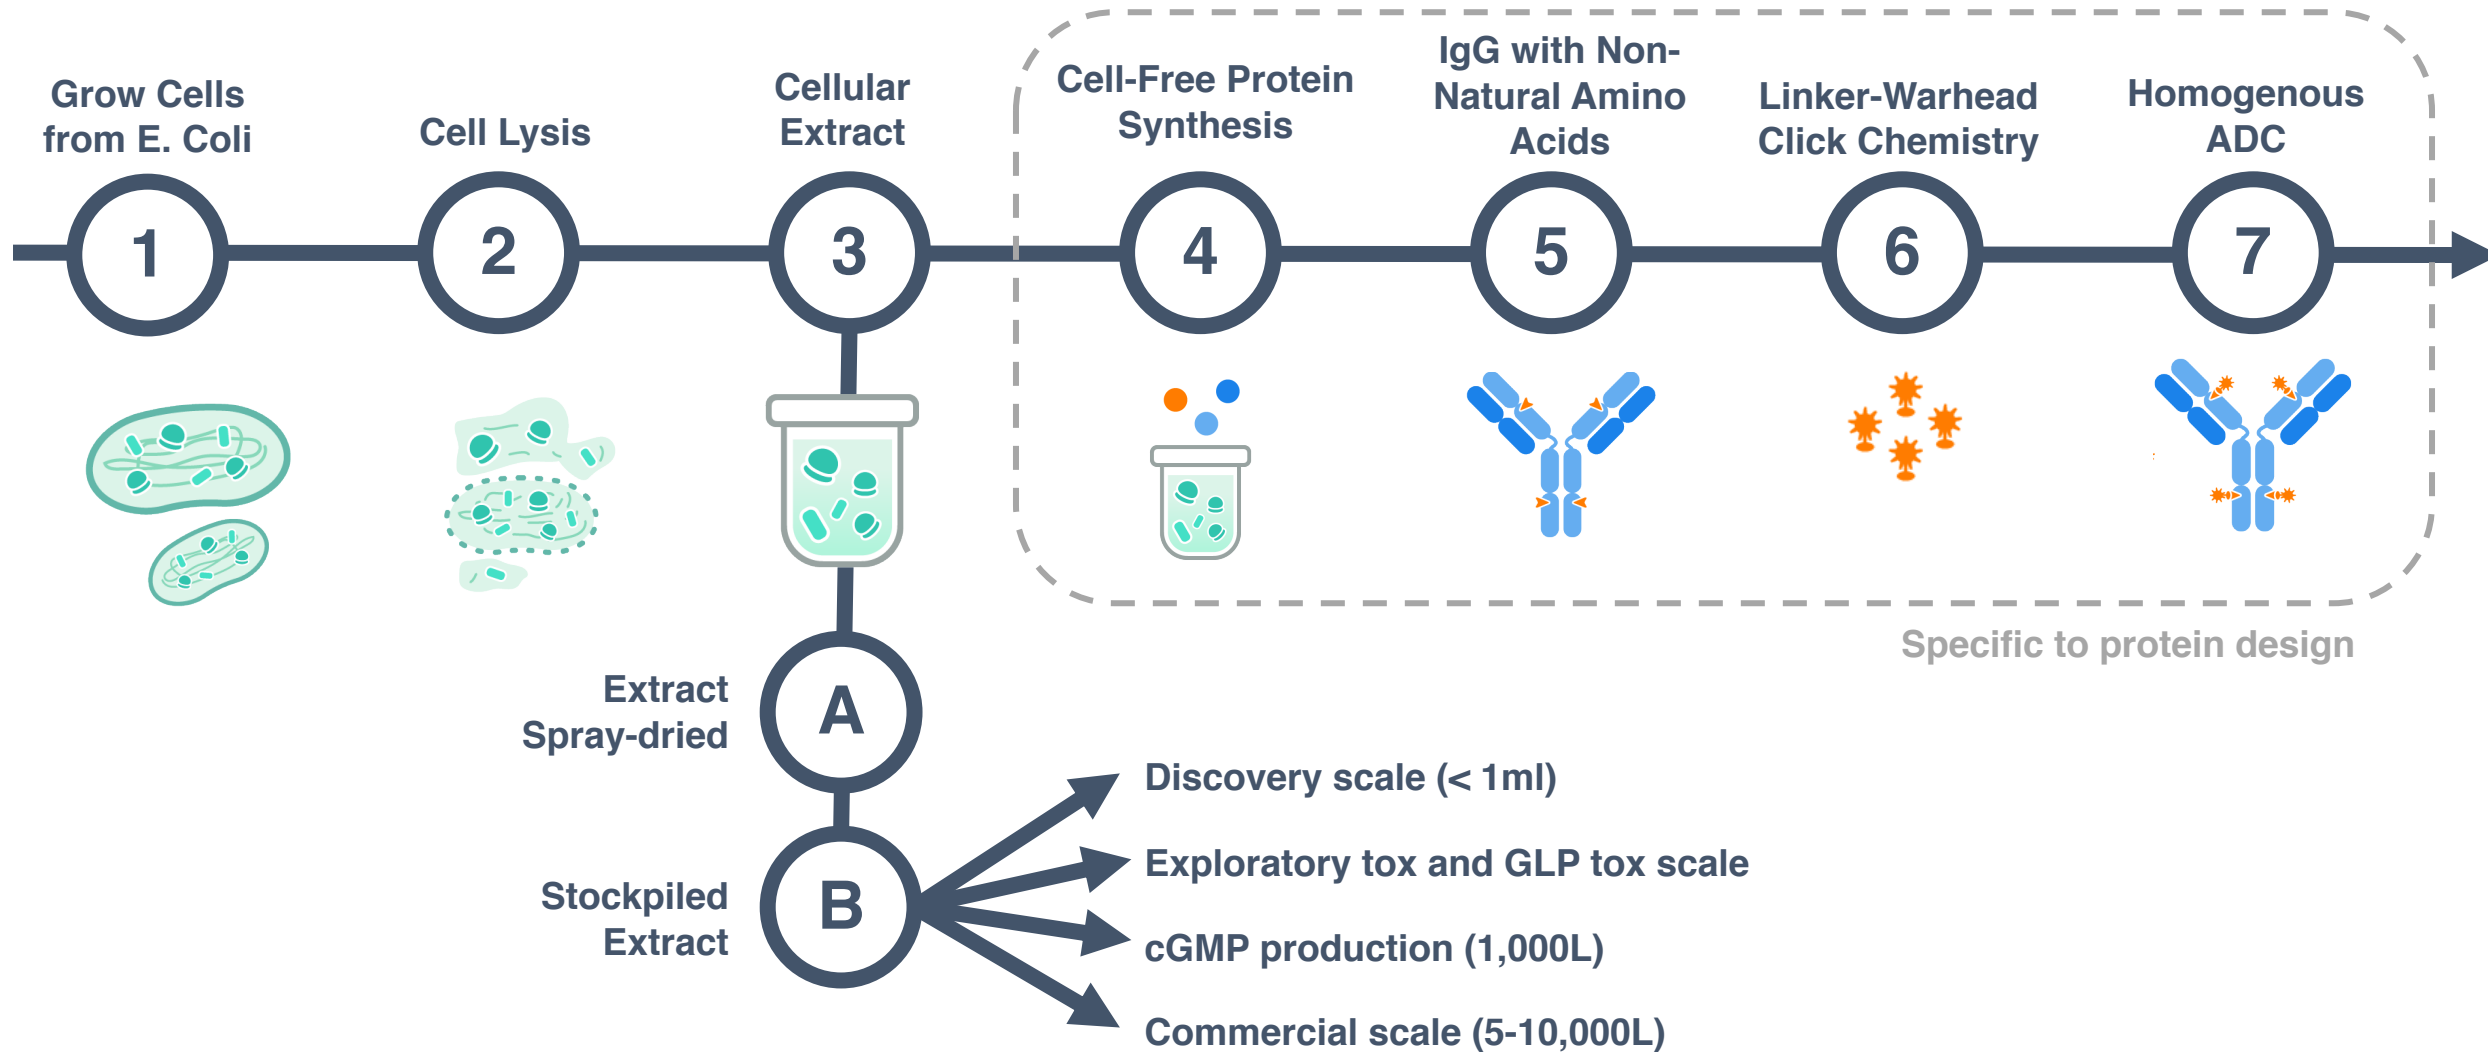 Grow Cells
from E. Coli
1
Cell Lysis
2
Cellular
Extract
3
Cell-Free Protein
Synthesis
4
IgG with Non-
Natural Amino
Acids
5
Linker-Warhead
Click Chemistry
6
Homogenous
ADC
7
Specific to protein design
Extract
Spray-dried
A
Stockpiled
Extract
B
Discovery scale (< 1ml)
Exploratory tox and GLP tox scale
cGMP production (1,000L)
Commercial scale (5-10,000L)